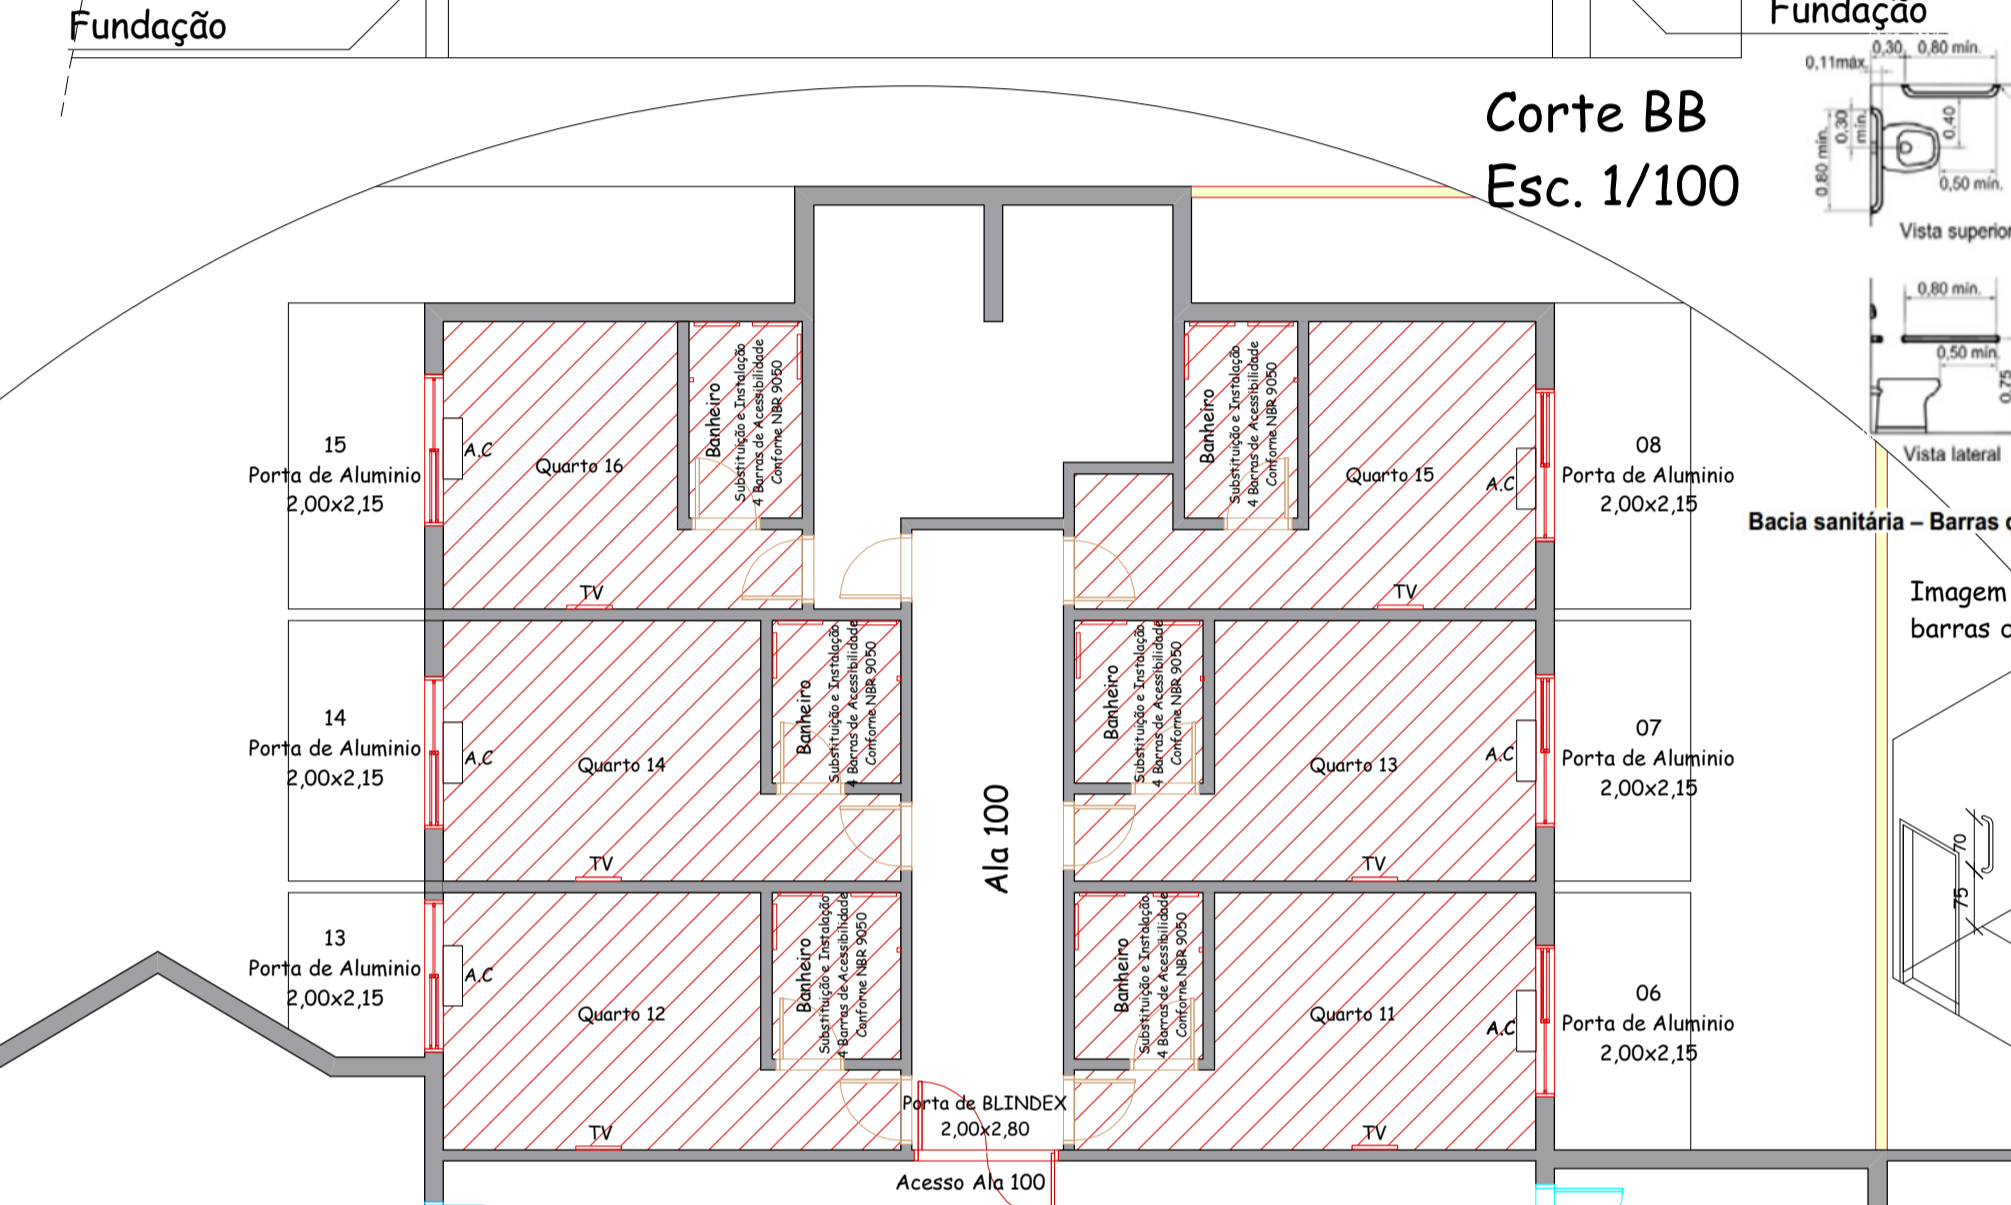 Fundação
Fundação
Corte BB
Esc. 1/100
0,30
0,80 mín.
0,11máx.
0,80 mín.
0,30
mín.
0,40
0,50 mín.
Vista superior
0,80 mín.
0,50 mín.
0,75
Vista lateral
Bacia sanitária – Barras
Imagem
barras
70
75
15
Porta de Aluminio
2,00x2,15
A.C
Quarto 16
TV
Banheiro
Substituição e Instalação
4 Barras de Acessibilidade
Conforme NBR 9050
Banheiro
Substituição e Instalação
4 Barras de Acessibilidade
Conforme NBR 9050
Quarto 15
TV
A.C
08
Porta de Aluminio
2,00x2,15
14
Porta de Aluminio
2,00x2,15
A.C
Quarto 14
TV
Banheiro
Substituição e Instalação
4 Barras de Acessibilidade
Conforme NBR 9050
Ala 100
Banheiro
Substituição e Instalação
4 Barras de Acessibilidade
Conforme NBR 9050
Quarto 13
TV
A.C
07
Porta de Aluminio
2,00x2,15
13
Porta de Aluminio
2,00x2,15
A.C
Quarto 12
TV
Banheiro
Substituição e Instalação
4 Barras de Acessibilidade
Conforme NBR 9050
Banheiro
Substituição e Instalação
4 Barras de Acessibilidade
Conforme NBR 9050
Quarto 11
TV
A.C
06
Porta de Aluminio
2,00x2,15
Porta de BLINDEX
2,00x2,80
Acesso Ala 100